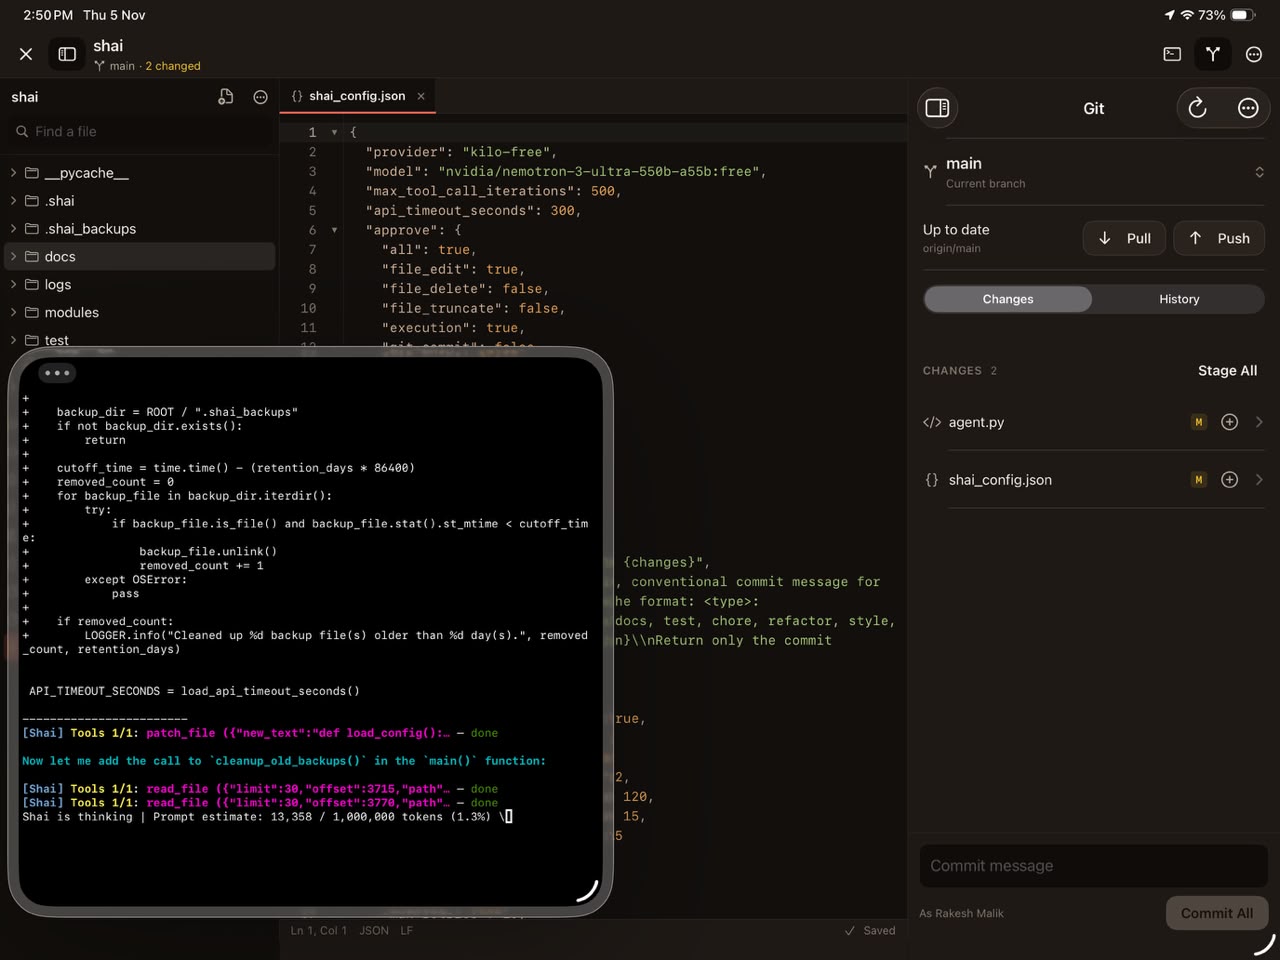 2:50 PM Thu 5 Nov
73%
shai
main · 2 changed
shai
Find a file
__pycache__
.shai
.shai_backups
docs
logs
modules
test
{} shai_config.json ×
1 {
2 "provider": "kilo-free",
3 "model": "nvidia/nemotron-3-ultra-550b-a55b:free",
4 "max_tool_call_iterations": 500,
5 "api_timeout_seconds": 300,
6 "approve": {
7 "all": true,
8 "file_edit": true,
9 "file_delete": false,
10 "file_truncate": false,
11 "execution": true,
{changes}",
, conventional commit message for
he format: <type>:
docs, test, chore, refactor, style,
n}\\nReturn only the commit
rue,
2,
120,
15,
5
Ln 1, Col 1 JSON LF
Saved
+
+ backup_dir = ROOT / ".shai_backups"
+ if not backup_dir.exists():
+ return
+
+ cutoff_time = time.time() - (retention_days * 86400)
+ removed_count = 0
+ for backup_file in backup_dir.iterdir():
+ try:
+ if backup_file.is_file() and backup_file.stat().st_mtime < cutoff_tim
e:
+ backup_file.unlink()
+ removed_count += 1
+ except OSError:
+ pass
+
+ if removed_count:
+ LOGGER.info("Cleaned up %d backup file(s) older than %d day(s).", removed
_count, retention_days)
API_TIMEOUT_SECONDS = load_api_timeout_seconds()
------------------------
[Shai] Tools 1/1: patch_file ({"new_text":"def load_config():… — done
Now let me add the call to `cleanup_old_backups()` in the `main()` function:
[Shai] Tools 1/1: read_file ({"limit":30,"offset":3715,"path"… — done
[Shai] Tools 1/1: read_file ({"limit":30,"offset":3770,"path"… — done
Shai is thinking | Prompt estimate: 13,358 / 1,000,000 tokens (1.3%) \
Git
main
Current branch
Up to date
origin/main
Pull
Push
Changes
History
CHANGES 2
Stage All
</> agent.py M
{} shai_config.json M
Commit message
As Rakesh Malik
Commit All